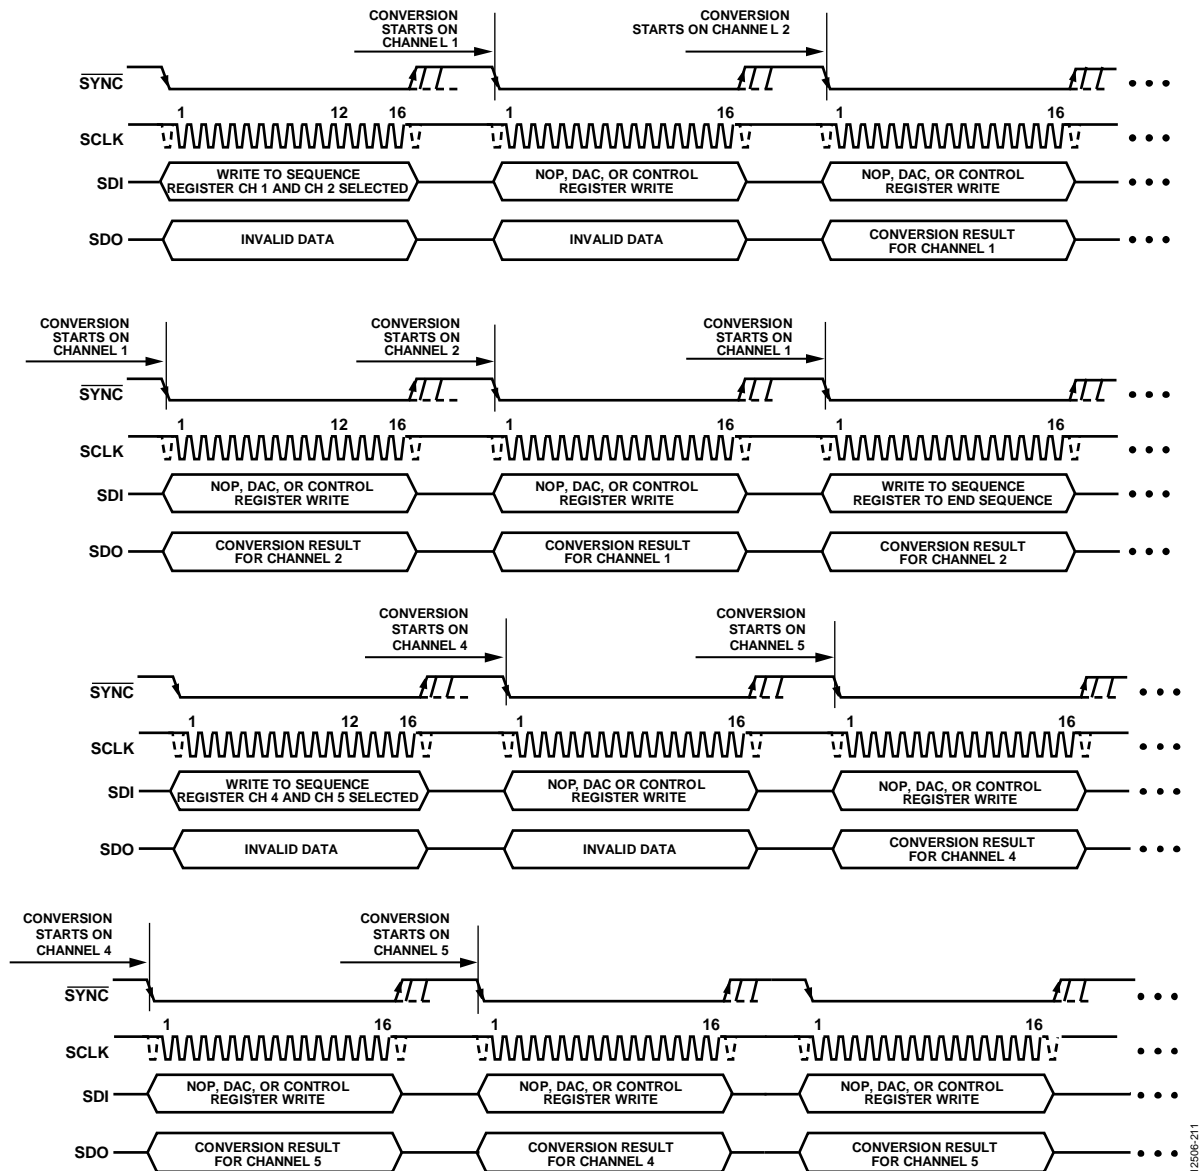 CONVERSION
STARTS ON
CHANNEL 1
CONVERSION
STARTS ON CHANNEL 2
SYNC
1 12 16 1 16 1 16
SCLK
SDI
WRITE TO SEQUENCE
REGISTER CH 1 AND CH 2 SELECTED
NOP, DAC, OR CONTROL
REGISTER WRITE
NOP, DAC, OR CONTROL
REGISTER WRITE
SDO
INVALID DATA
INVALID DATA
CONVERSION RESULT
FOR CHANNEL 1
CONVERSION
STARTS ON
CHANNEL 1
CONVERSION
STARTS ON
CHANNEL 2
CONVERSION
STARTS ON
CHANNEL 1
SYNC
1 12 16 1 16 1 16
SCLK
SDI
NOP, DAC, OR CONTROL
REGISTER WRITE
NOP, DAC, OR CONTROL
REGISTER WRITE
WRITE TO SEQUENCE
REGISTER TO END SEQUENCE
SDO
CONVERSION RESULT
FOR CHANNEL 2
CONVERSION RESULT
FOR CHANNEL 1
CONVERSION RESULT
FOR CHANNEL 2
CONVERSION
STARTS ON
CHANNEL 4
CONVERSION
STARTS ON
CHANNEL 5
SYNC
1 12 16 1 16 1 16
SCLK
SDI
WRITE TO SEQUENCE
REGISTER CH 4 AND CH 5 SELECTED
NOP, DAC OR CONTROL
REGISTER WRITE
NOP, DAC, OR CONTROL
REGISTER WRITE
SDO
INVALID DATA
INVALID DATA
CONVERSION RESULT
FOR CHANNEL 4
CONVERSION
STARTS ON
CHANNEL 4
CONVERSION
STARTS ON
CHANNEL 5
SYNC
1 16 1 16 1 16
SCLK
SDI
NOP, DAC, OR CONTROL
REGISTER WRITE
NOP, DAC, OR CONTROL
REGISTER WRITE
NOP, DAC, OR CONTROL
REGISTER WRITE
SDO
CONVERSION RESULT
FOR CHANNEL 5
CONVERSION RESULT
FOR CHANNEL 4
CONVERSION RESULT
FOR CHANNEL 5